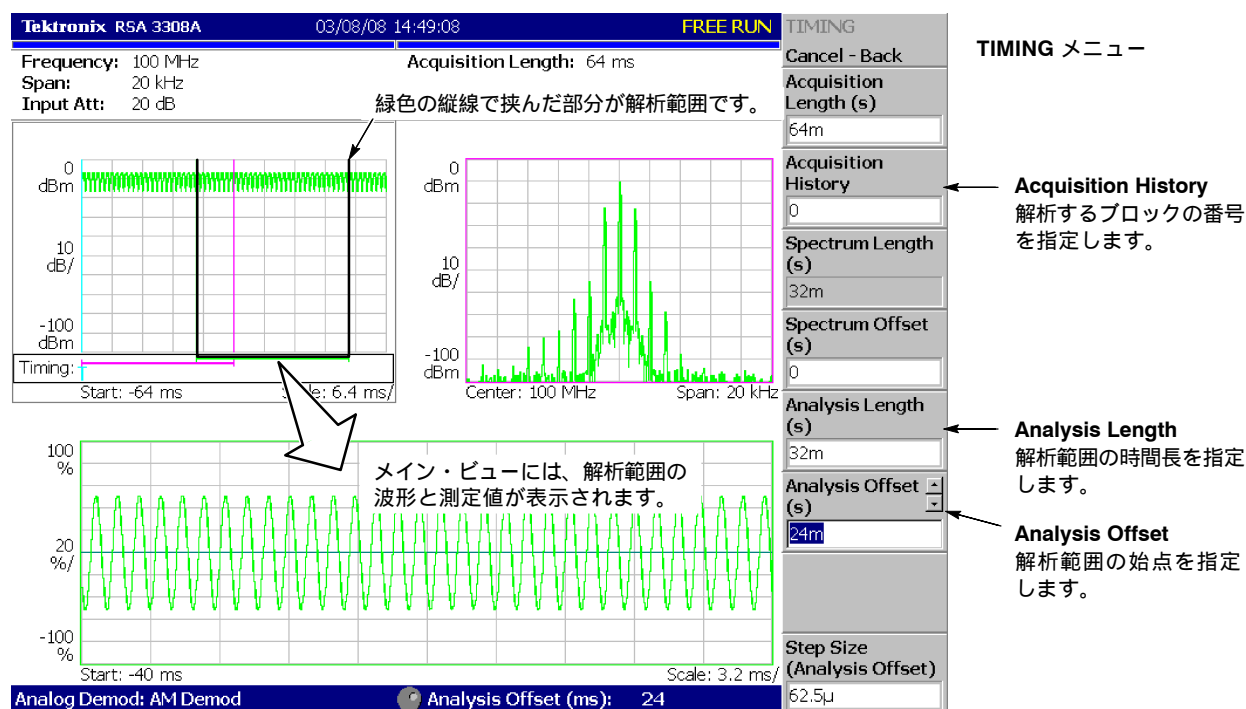 Tektronix RSA 3308A 03/08/08 14:49:08 FREE RUN
Frequency: 100 MHz
Span: 20 kHz
Input Att: 20 dB
Acquisition Length: 64 ms
緑色の縦線で挟んだ部分が解析範囲です。
0
dBm
10
dB/
-100
dBm
Timing:
Start: -64 ms
le: 6.4 ms/
0
dBm
10
dB/
-100
dBm
Center: 100 MHz
Span: 20 kHz
メイン・ビューには、解析範囲の
波形と測定値が表示されます。
100
%
20
%/
-100
%
Start: -40 ms
Scale: 3.2 ms/
Analog Demod: AM Demod
Analysis Offset (ms): 24
TIMING
Cancel - Back
Acquisition
Length (s)
64m
Acquisition
History
0
Spectrum Length
(s)
32m
Spectrum Offset
(s)
0
Analysis Length
(s)
32m
Analysis Offset
(s)
24m
Step Size
(Analysis Offset)
62.5μ
TIMING メニュー
Acquisition History
解析するブロックの番号
を指定します。
Analysis Length
解析範囲の時間長を指定
します。
Analysis Offset
解析範囲の始点を指定
します。